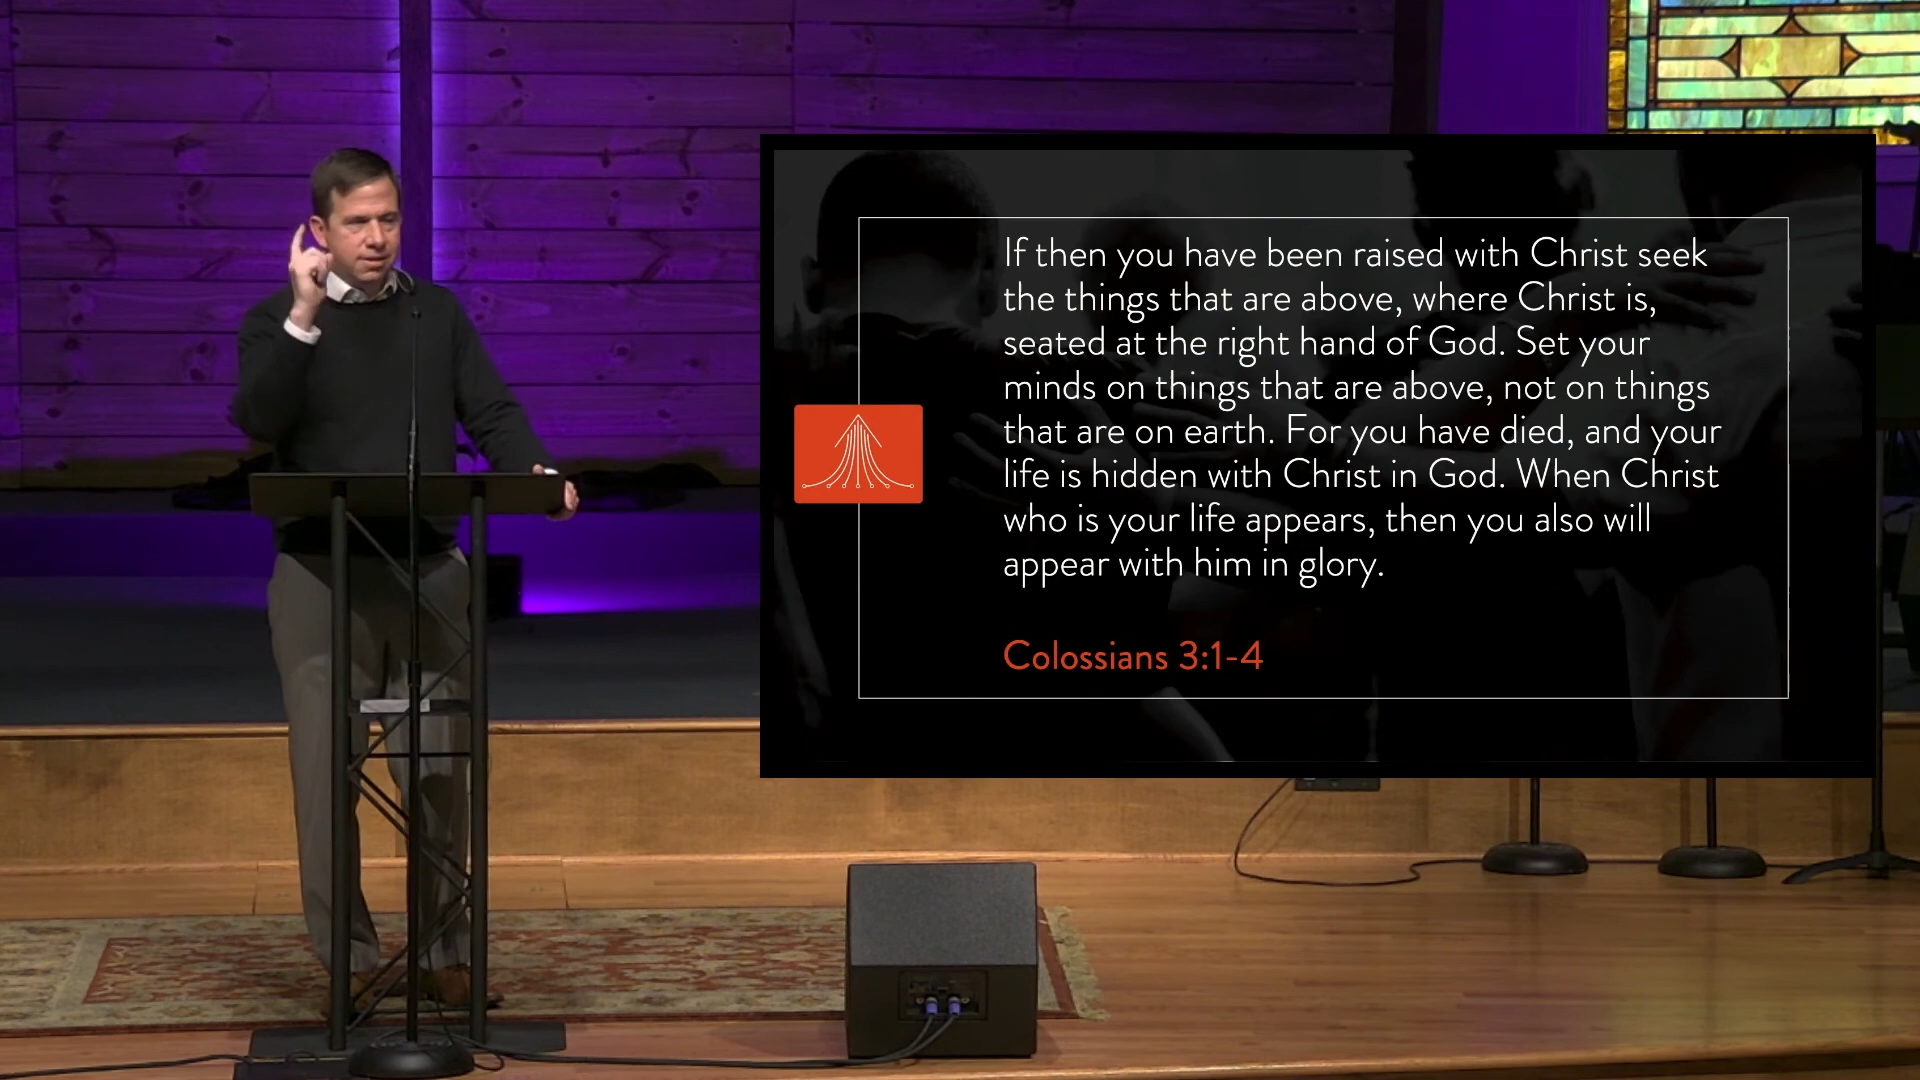 If then you have been raised with Christ seek
the things that are above, where Christ is,
seated at the right hand of God. Set your
minds on things that are above, not on things
that are on earth. For you have died, and your
life is hidden with Christ in God. When Christ
who is your life appears, then you also will
appear with him in glory.
Colossians 3:1-4